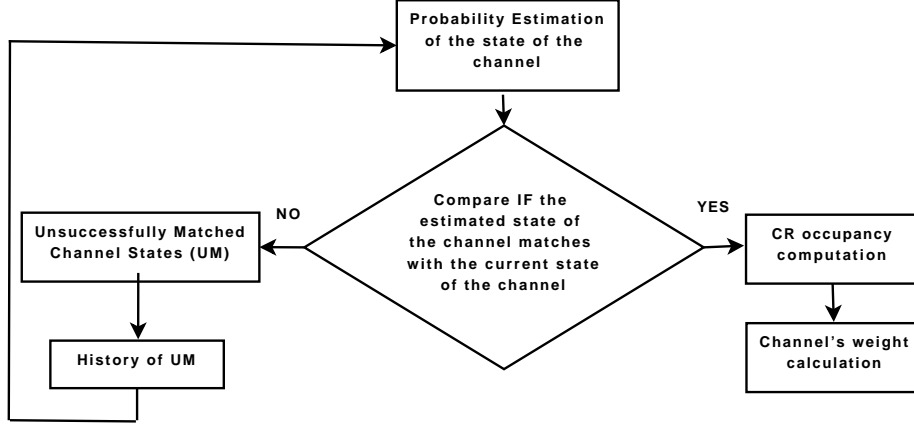 Probability Estimation
of the state of the
channel
Compare IF the
estimated state of
the channel matches
with the current state
of the channel
NO
YES
Unsuccessfully Matched
Channel States (UM)
History of UM
CR occupancy
computation
Channel's weight
calculation